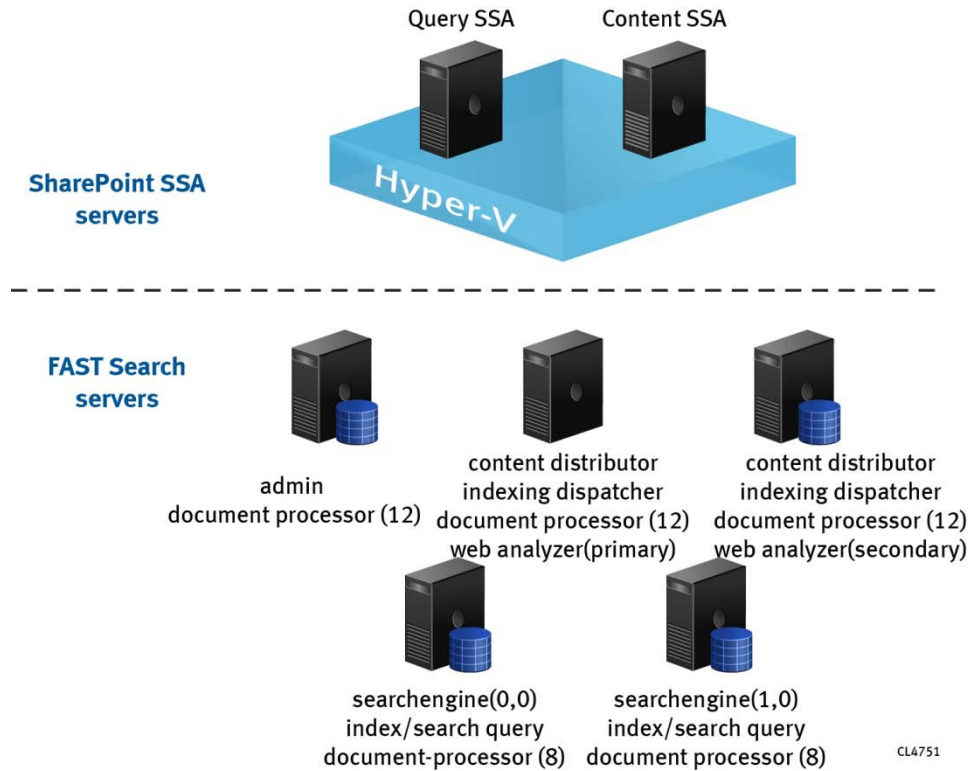 Query SSA
Content SSA
SharePoint SSA
servers
Hyper-V
FAST Search
servers
admin
document processor (12)
content distributor
indexing dispatcher
document processor (12)
web analyzer(primary)
content distributor
indexing dispatcher
document processor (12)
web analyzer(secondary)
searchengine(0,0)
index/search query
document-processor (8)
searchengine(1,0)
index/search query
document processor (8)
CL4751